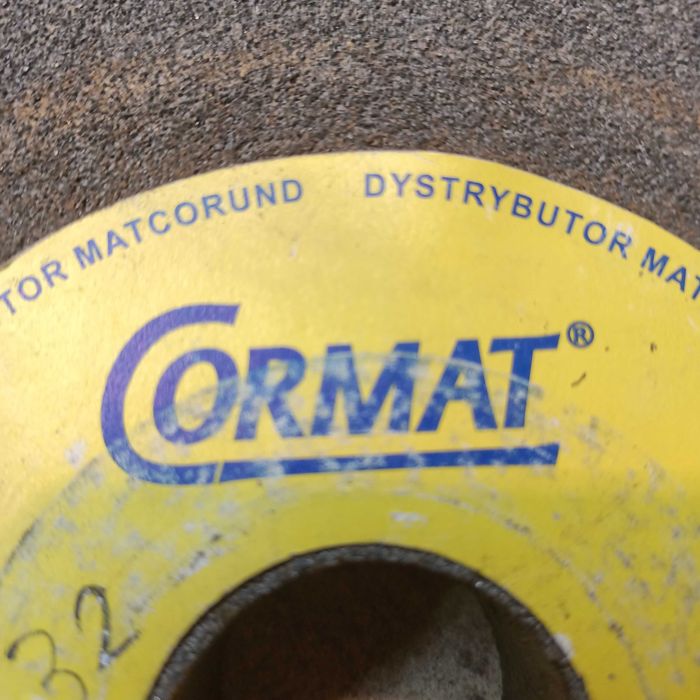 TOR MATCORUND DYSTRYBUTOR MAT
CORMAT®
32